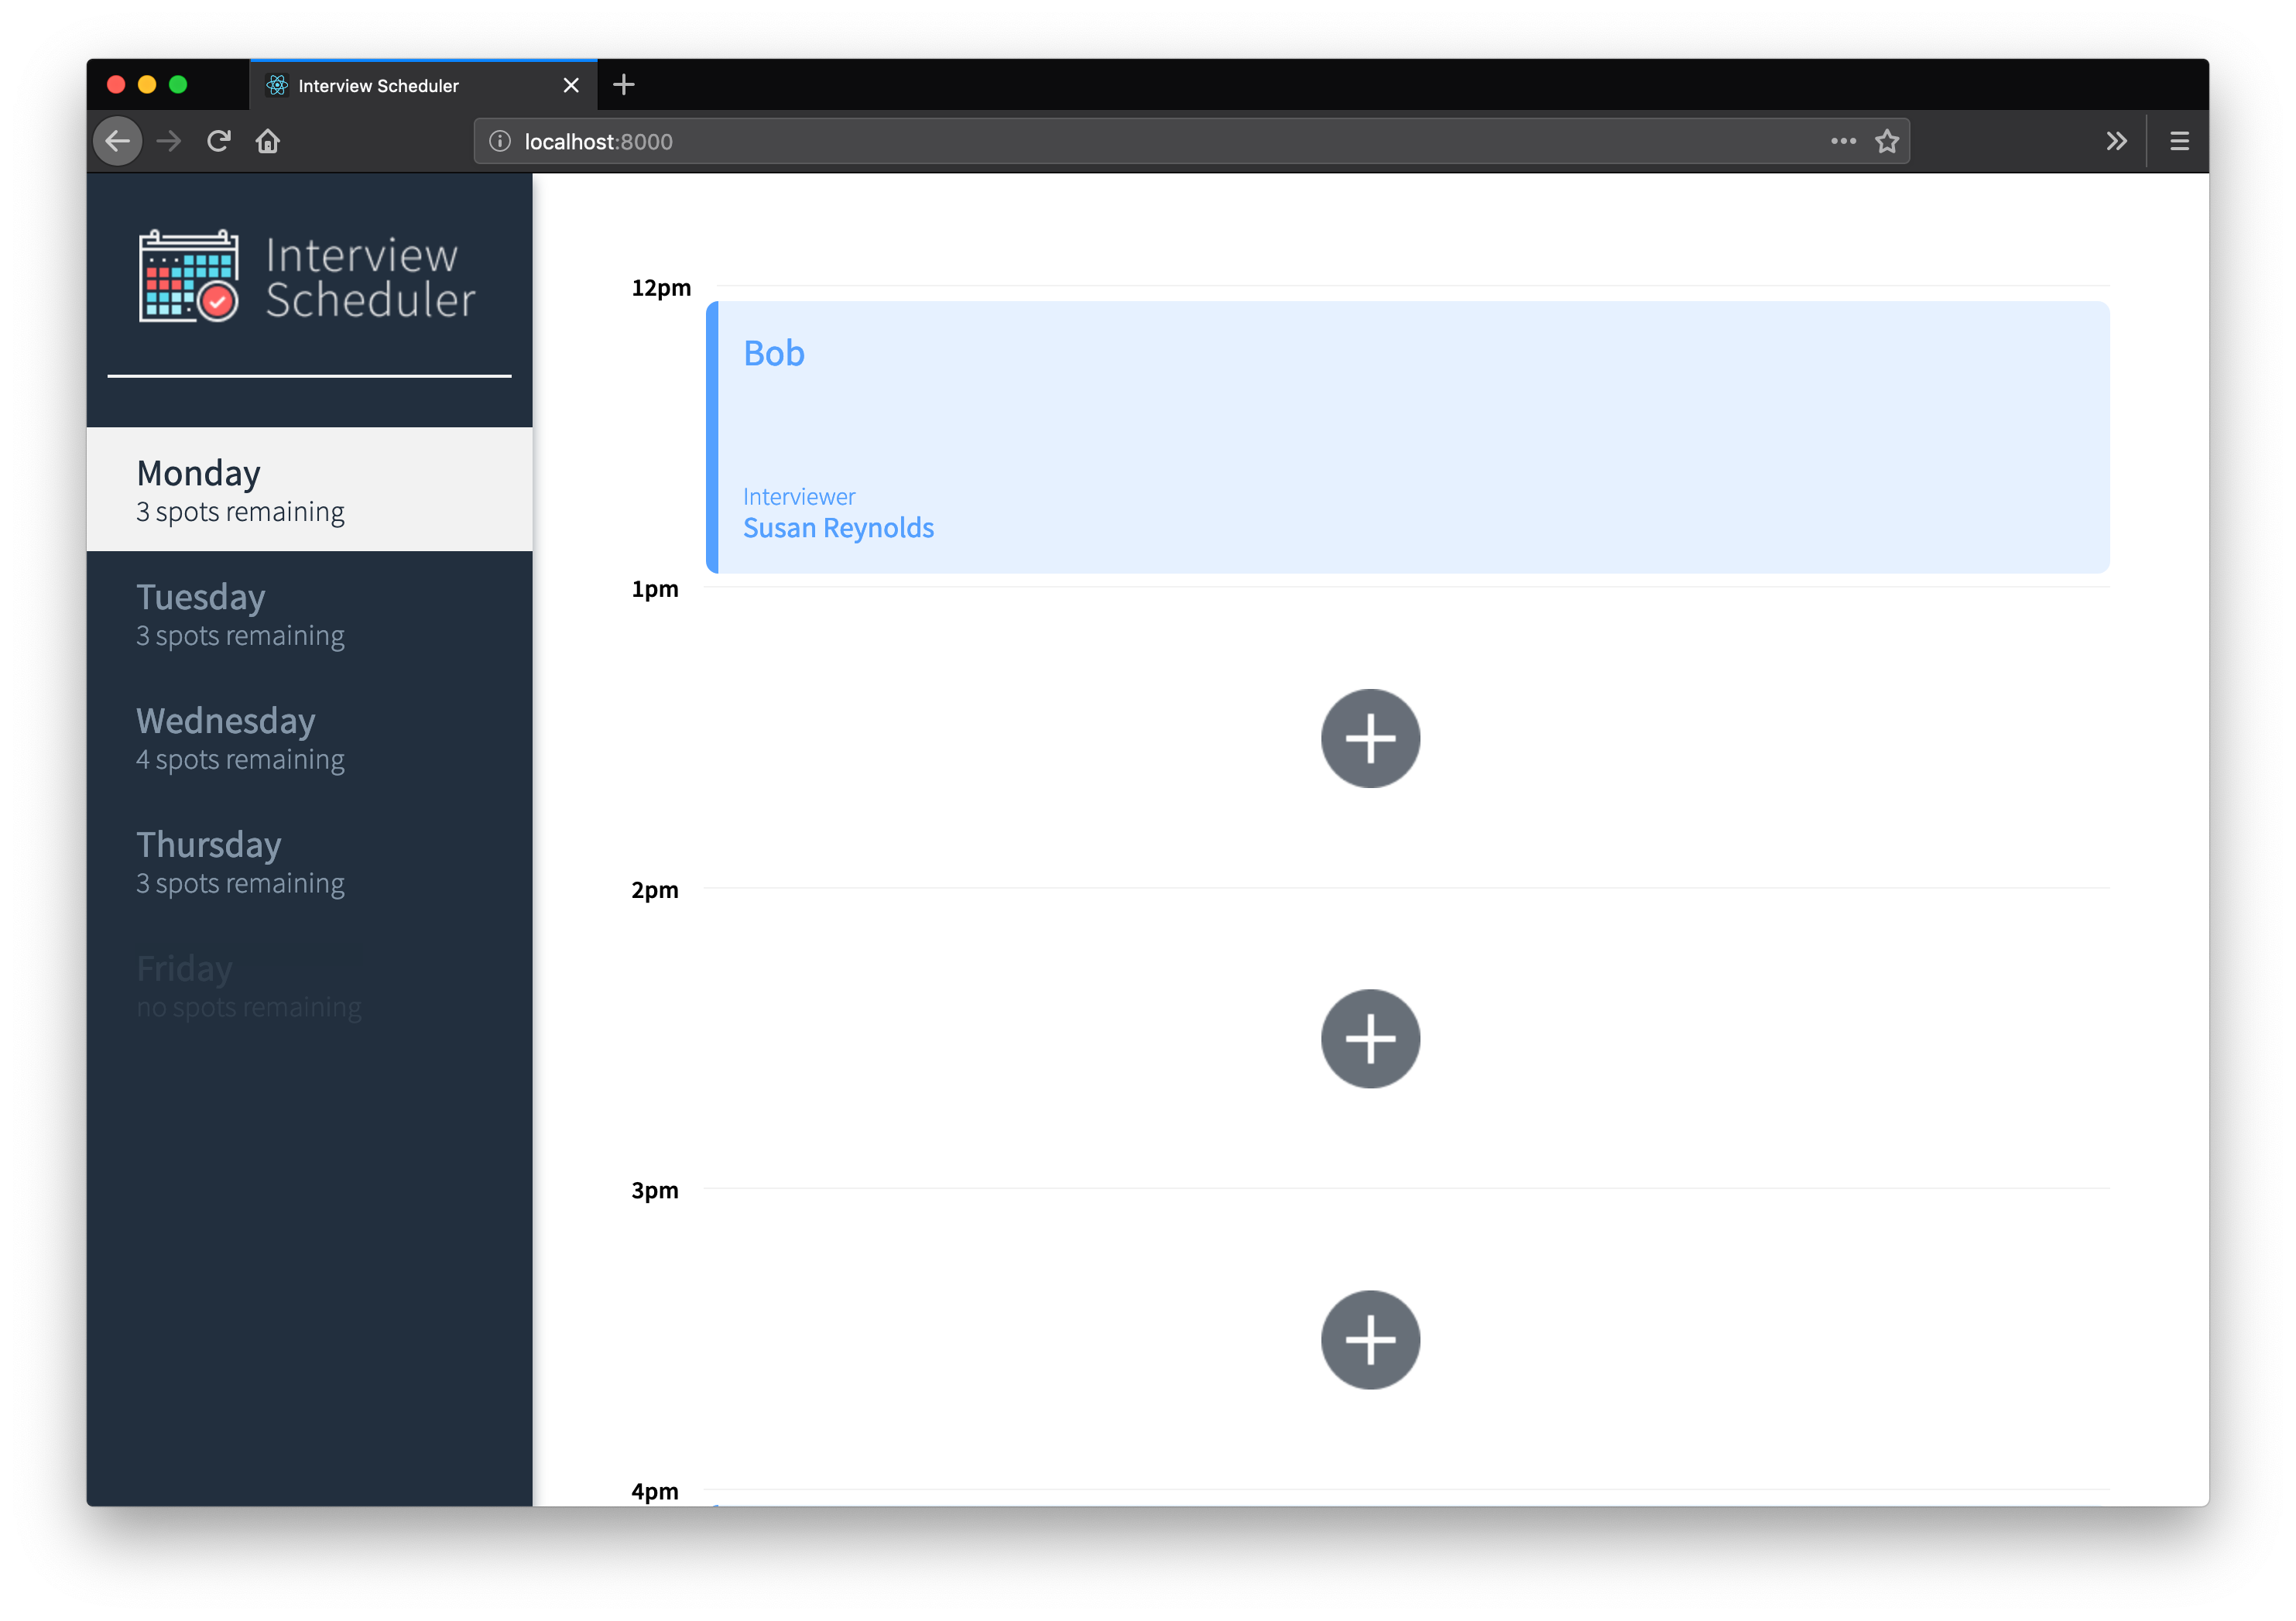 Interview Scheduler
localhost:8000
Interview
Scheduler
Monday
3 spots remaining
Tuesday
3 spots remaining
Wednesday
4 spots remaining
Thursday
3 spots remaining
Friday
no spots remaining
12pm
Bob
Interviewer
Susan Reynolds
1pm
2pm
3pm
4pm